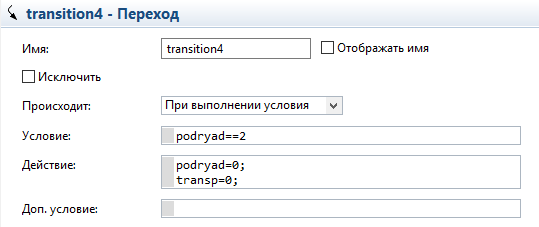 transition4 - Переход
Имя: transition4 Отображать имя
Исключить
Происходит: При выполнении условия
Условие: podryad==2
Действие: podryad=0;
transp=0;
Доп. условие: